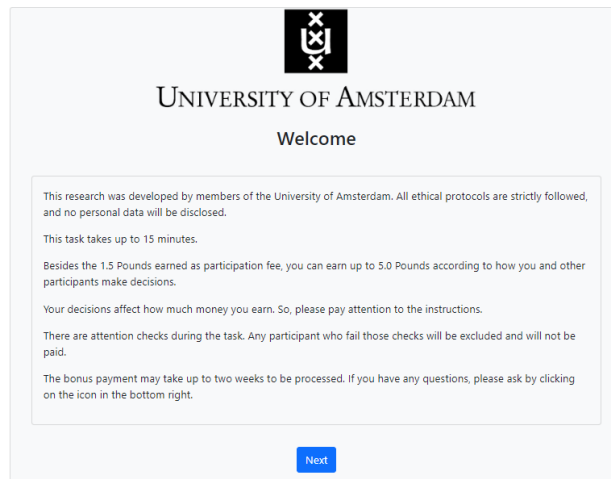 UNIVERSITY OF AMSTERDAM
Welcome
This research was developed by members of the University of Amsterdam. All ethical protocols are strictly followed,
and no personal data will be disclosed.
This task takes up to 15 minutes.
Besides the 1.5 Pounds earned as participation fee, you can earn up to 5.0 Pounds according to how you and other
participants make decisions.
Your decisions affect how much money you earn. So, please pay attention to the instructions.
There are attention checks during the task. Any participant who fail those checks will be excluded and will not be
paid.
The bonus payment may take up to two weeks to be processed. If you have any questions, please ask by clicking
on the icon in the bottom right.
Next